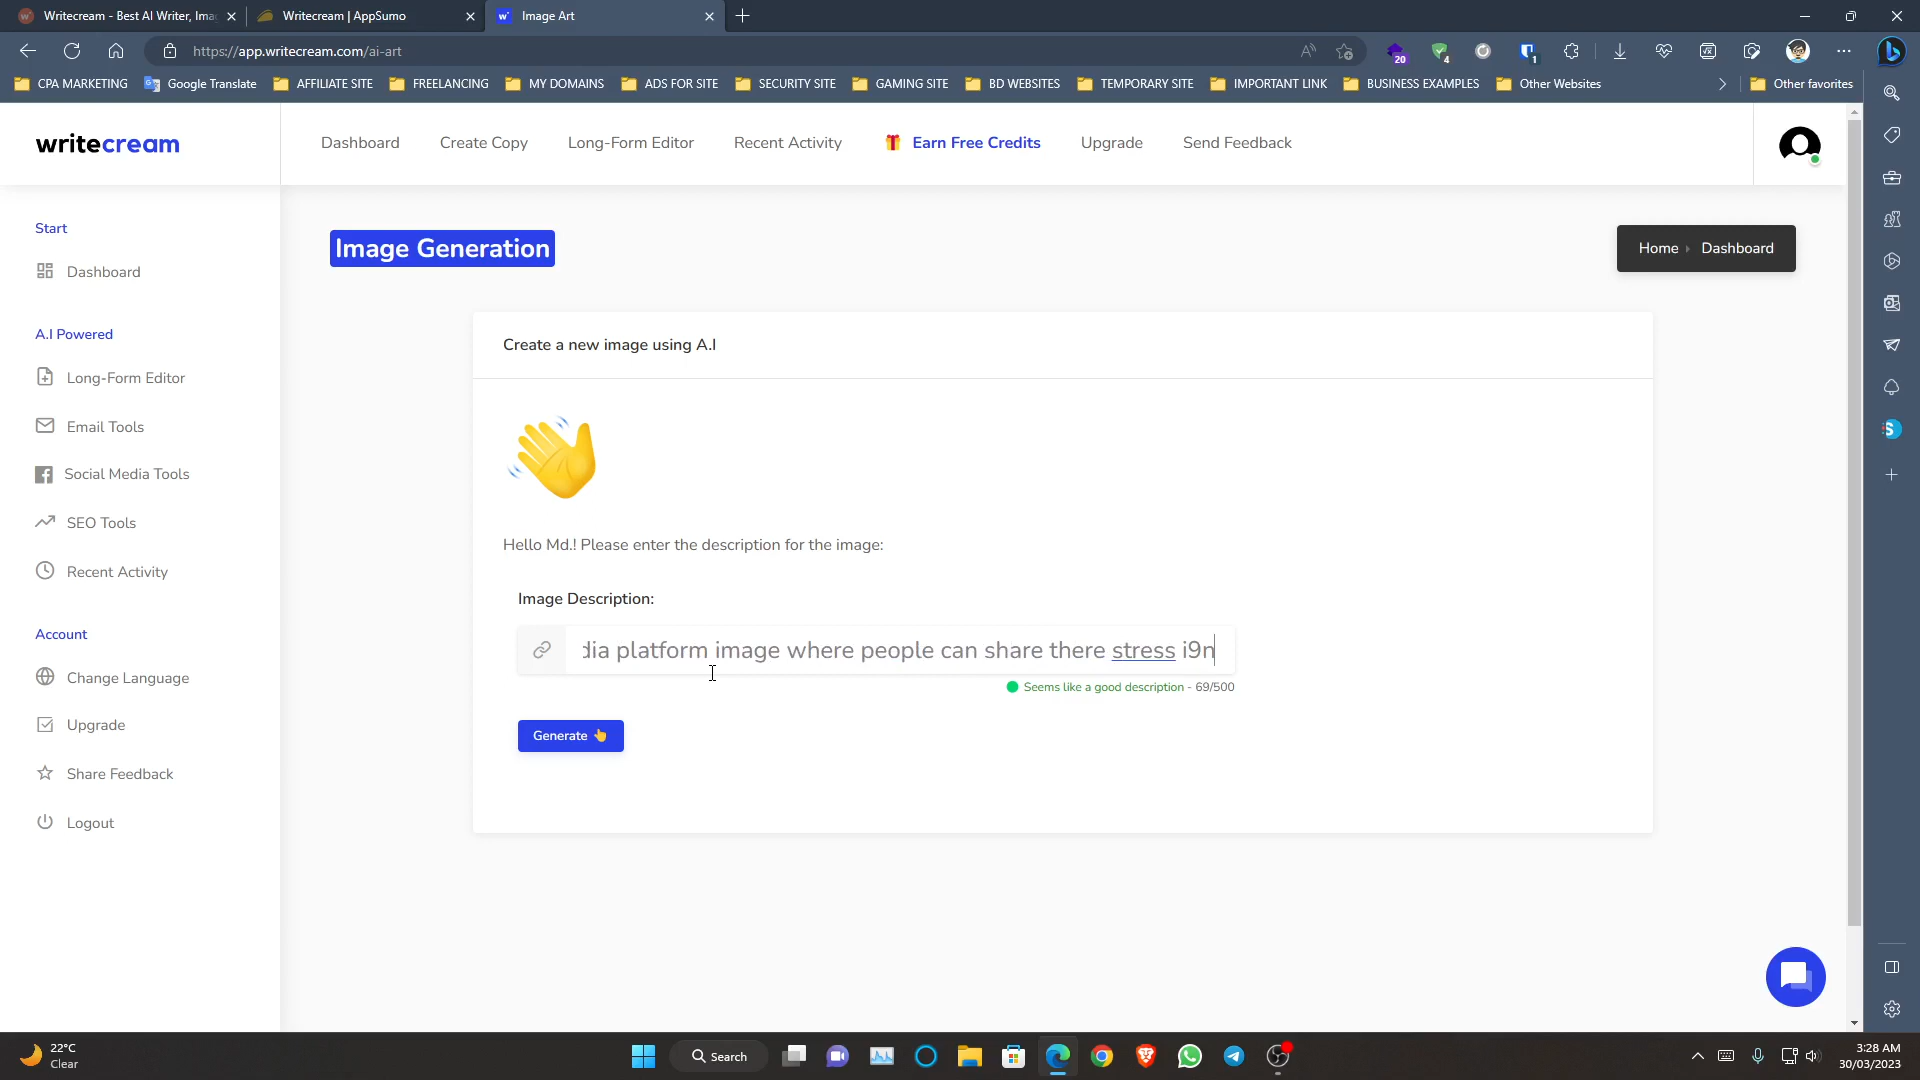 Writecream - Best AI Writer, Ima
Writecream | AppSumo
Image Art
https://app.writecream.com/ai-art
20
4
1
CPA MARKETING
Google Translate
AFFILIATE SITE
FREELANCING
MY DOMAINS
ADS FOR SITE
SECURITY SITE
GAMING SITE
BD WEBSITES
TEMPORARY SITE
IMPORTANT LINK
BUSINESS EXAMPLES
Other Websites
Other favorites
writecream
Dashboard
Create Copy
Long-Form Editor
Recent Activity
Earn Free Credits
Upgrade
Send Feedback
Start
Dashboard
A.I Powered
Long-Form Editor
Email Tools
Social Media Tools
SEO Tools
Recent Activity
Account
Change Language
Upgrade
Share Feedback
Logout
Image Generation
Home
Dashboard
Create a new image using A.I
Hello Md.! Please enter the description for the image:
Image Description:
dia platform image where people can share there stress i9n
Seems like a good description - 69/500
Generate
22°C
Clear
Search
3:28 AM
30/03/2023